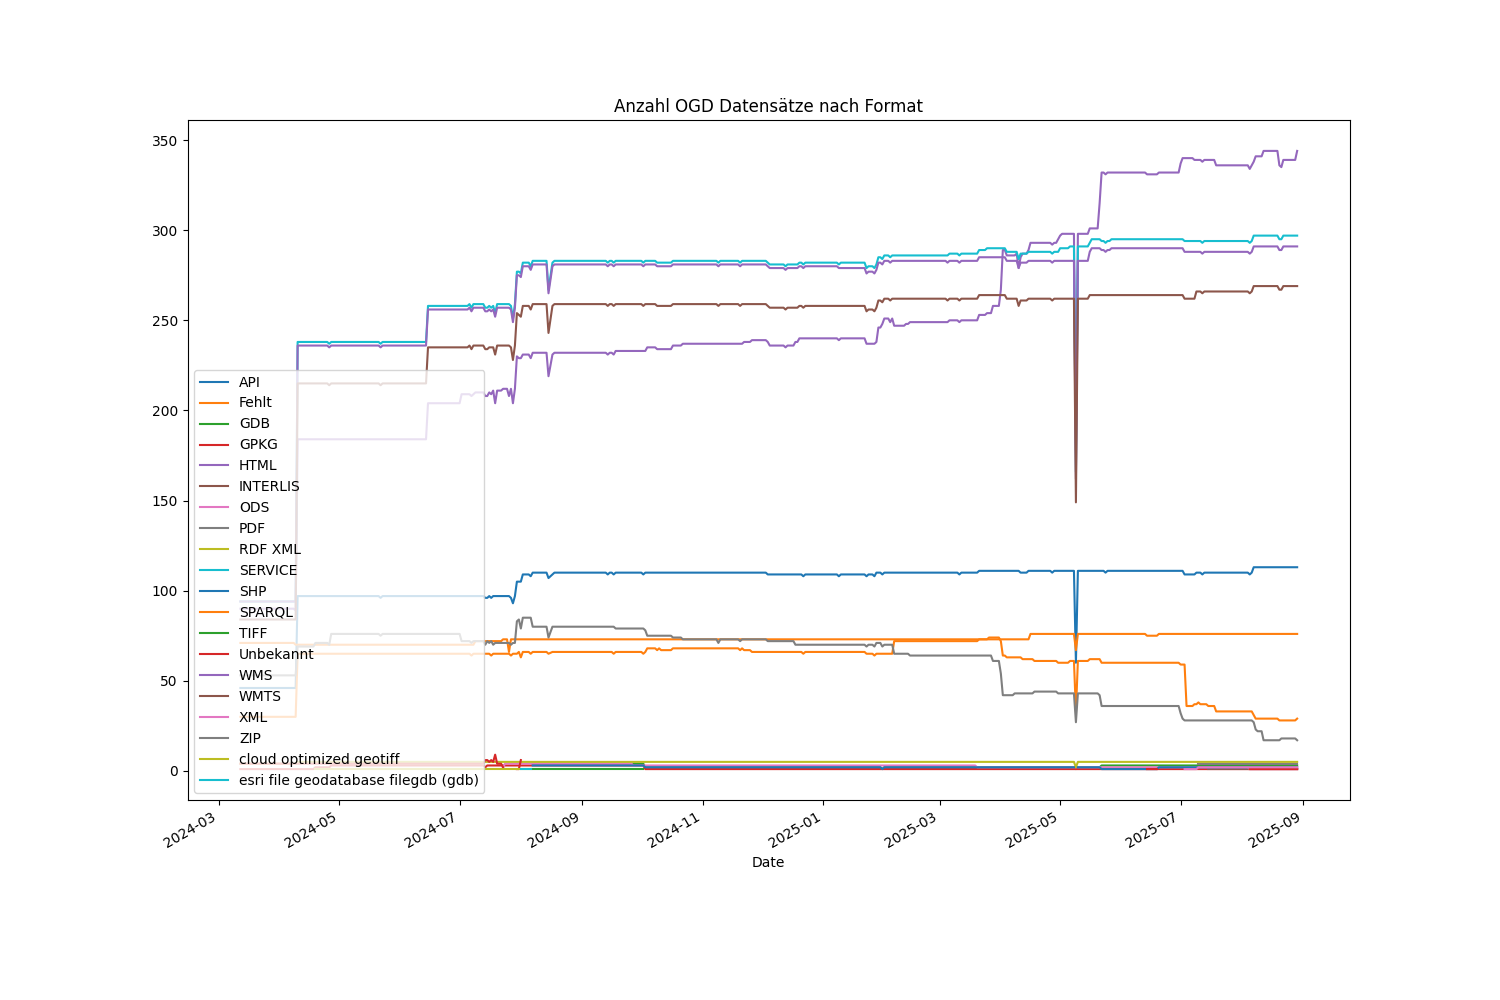 Anzahl OGD Datensätze nach Format
350
300
250
200
150
100
50
0
API
Fehlt
GDB
GPKG
HTML
INTERLIS
ODS
PDF
RDF XML
SERVICE
SHP
SPARQL
TIFF
Unbekannt
WMS
WMTS
XML
ZIP
cloud optimized geotiff
esri file geodatabase filegdb (gdb)
2024-03
2024-05
2024-07
2024-09
2024-11
2025-01
2025-03
2025-05
2025-07
2025-09
Date